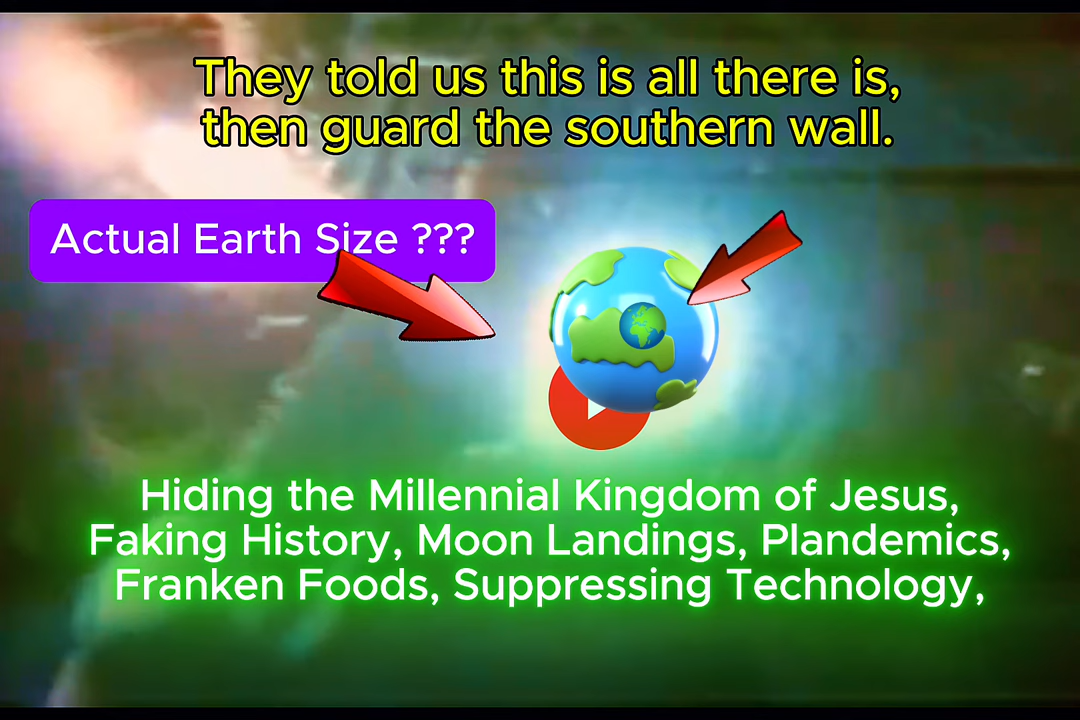 They told us this is all there is,
then guard the southern wall.
Actual Earth Size ???
Hiding the Millennial Kingdom of Jesus,
Faking History, Moon Landings, Plandemics,
Franken Foods, Suppressing Technology,